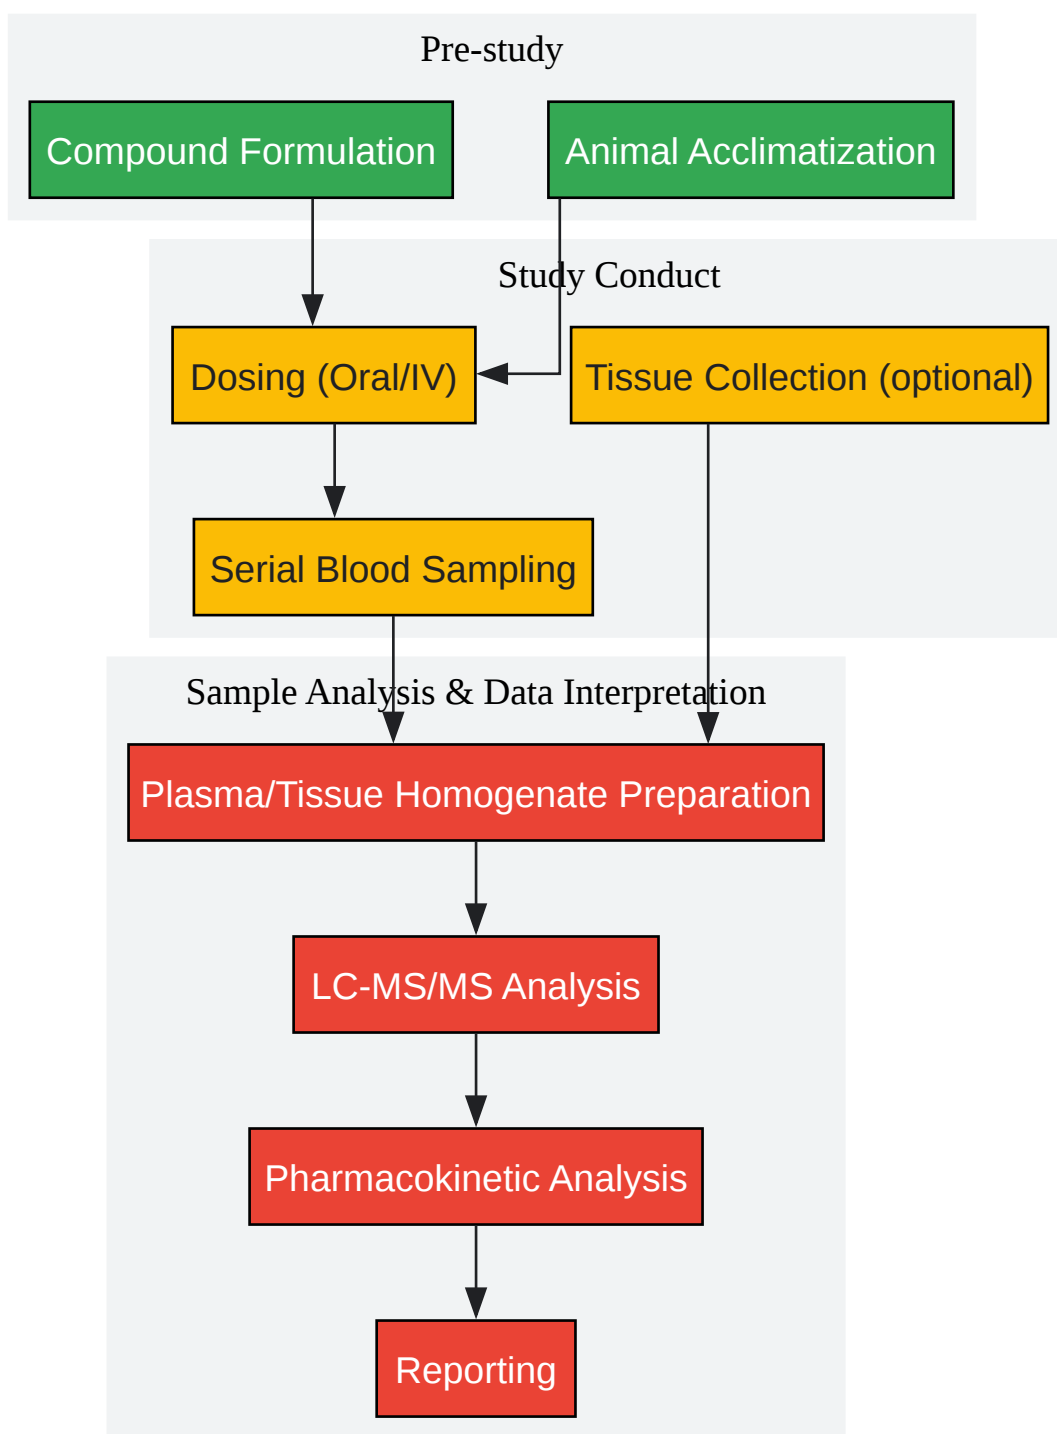 Pre-study
Compound Formulation
Animal Acclimatization
Study Conduct
Dosing (Oral/IV)
Tissue Collection (optional)
Serial Blood Sampling
Sample Analysis & Data Interpretation
Plasma/Tissue Homogenate Preparation
LC-MS/MS Analysis
Pharmacokinetic Analysis
Reporting